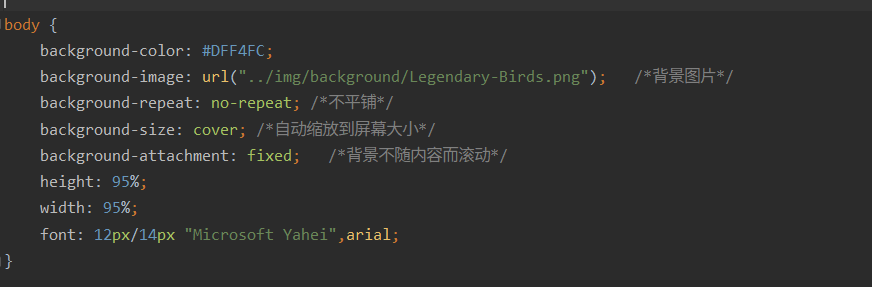 body {
background-color: #DFF4FC;
background-image: url("../img/background/Legendary-Birds.png"); /*背景图片*/
background-repeat: no-repeat; /*不平铺*/
background-size: cover; /*自动缩放到屏幕大小*/
background-attachment: fixed; /*背景不随内容而滚动*/
height: 95%;
width: 95%;
font: 12px/14px "Microsoft Yahei",arial;
}